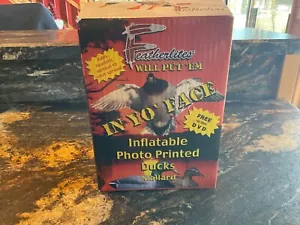 Featherlites
WILL PUT 'EM
IN YO' FACE
FREE
DVD
Inflatable
Photo Printed
Ducks
Mallard